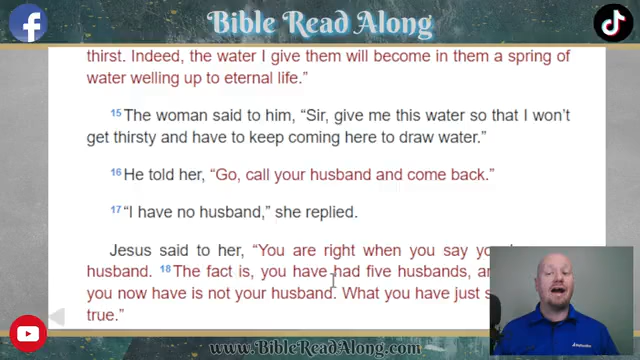 Bible Read Along
thirst. Indeed, the water I give them will become in them a spring of
water welling up to eternal life.”
15 The woman said to him, “Sir, give me this water so that I won’t
get thirsty and have to keep coming here to draw water.”
16 He told her, “Go, call your husband and come back.”
17 “I have no husband,” she replied.
Jesus said to her, “You are right when you say
husband. 18 The fact is, you have had five husbands,
you now have is not your husband. What you have just
true.”
www.BibleReadAlong.com